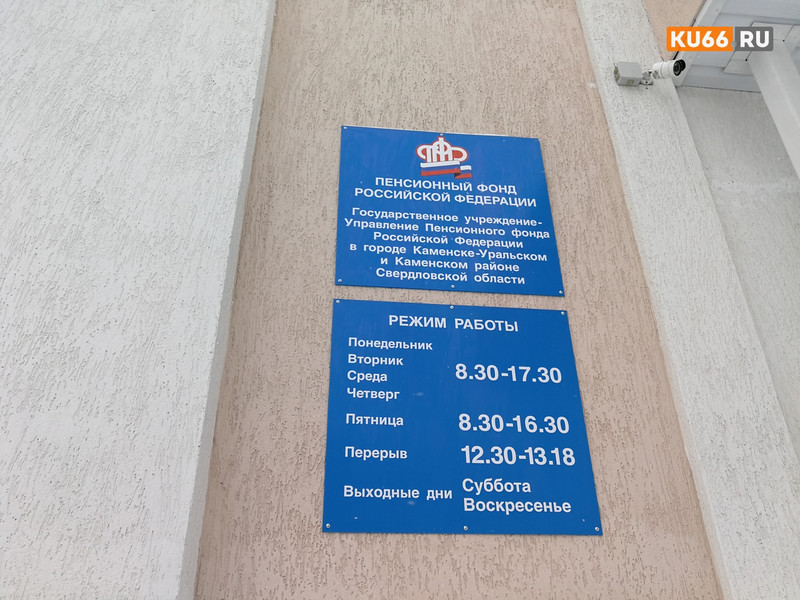 KU66 RU
ПФР
ПЕНСИОННЫЙ ФОНД
РОССИЙСКОЙ ФЕДЕРАЦИИ
Государственное учреждение-
Управление Пенсионного фонда
Российской Федерации
в городе Каменске-Уральском
и Каменском районе
Свердловской области
РЕЖИМ РАБОТЫ
Понедельник
Вторник
Среда 8.30-17.30
Четверг
Пятница 8.30-16.30
Перерыв 12.30-13.18
Выходные дни Суббота
Воскресенье